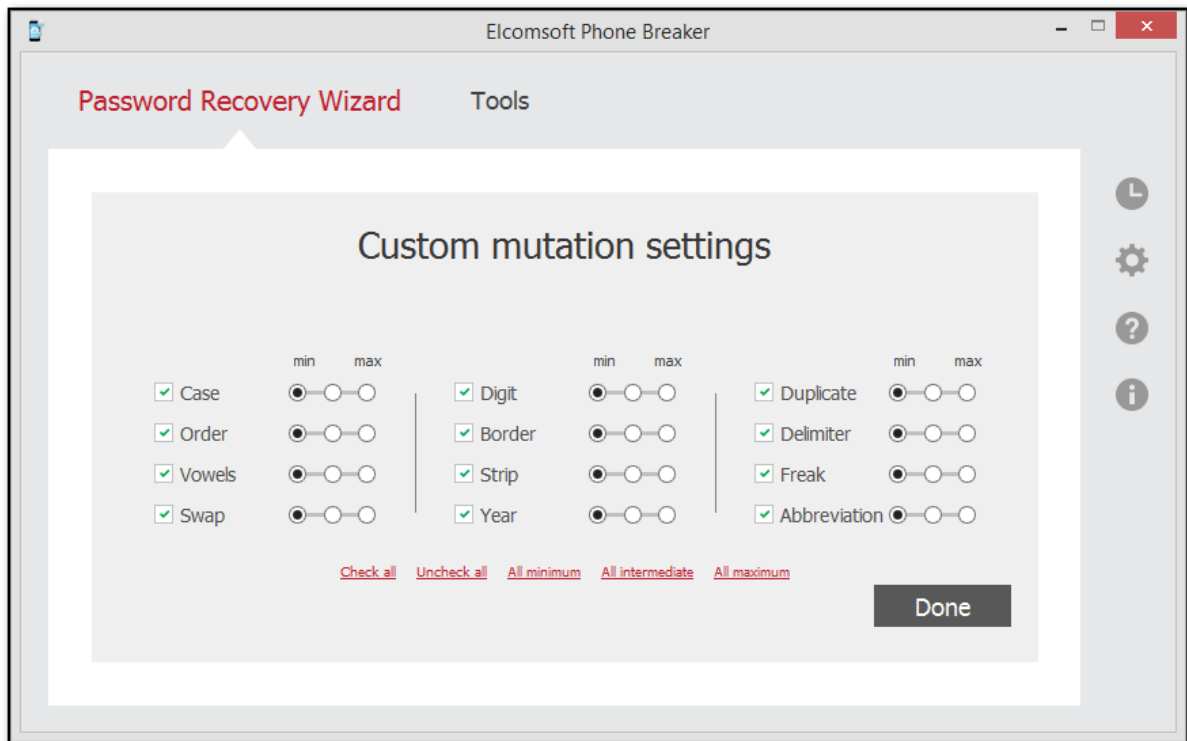 Elcomsoft Phone Breaker
Password Recovery Wizard Tools
Custom mutation settings
min max min max min max
Case Digit Duplicate
Order Border Delimiter
Vowels Strip Freak
Swap Year Abbreviation
Check all Uncheck all All minimum All intermediate All maximum
Done